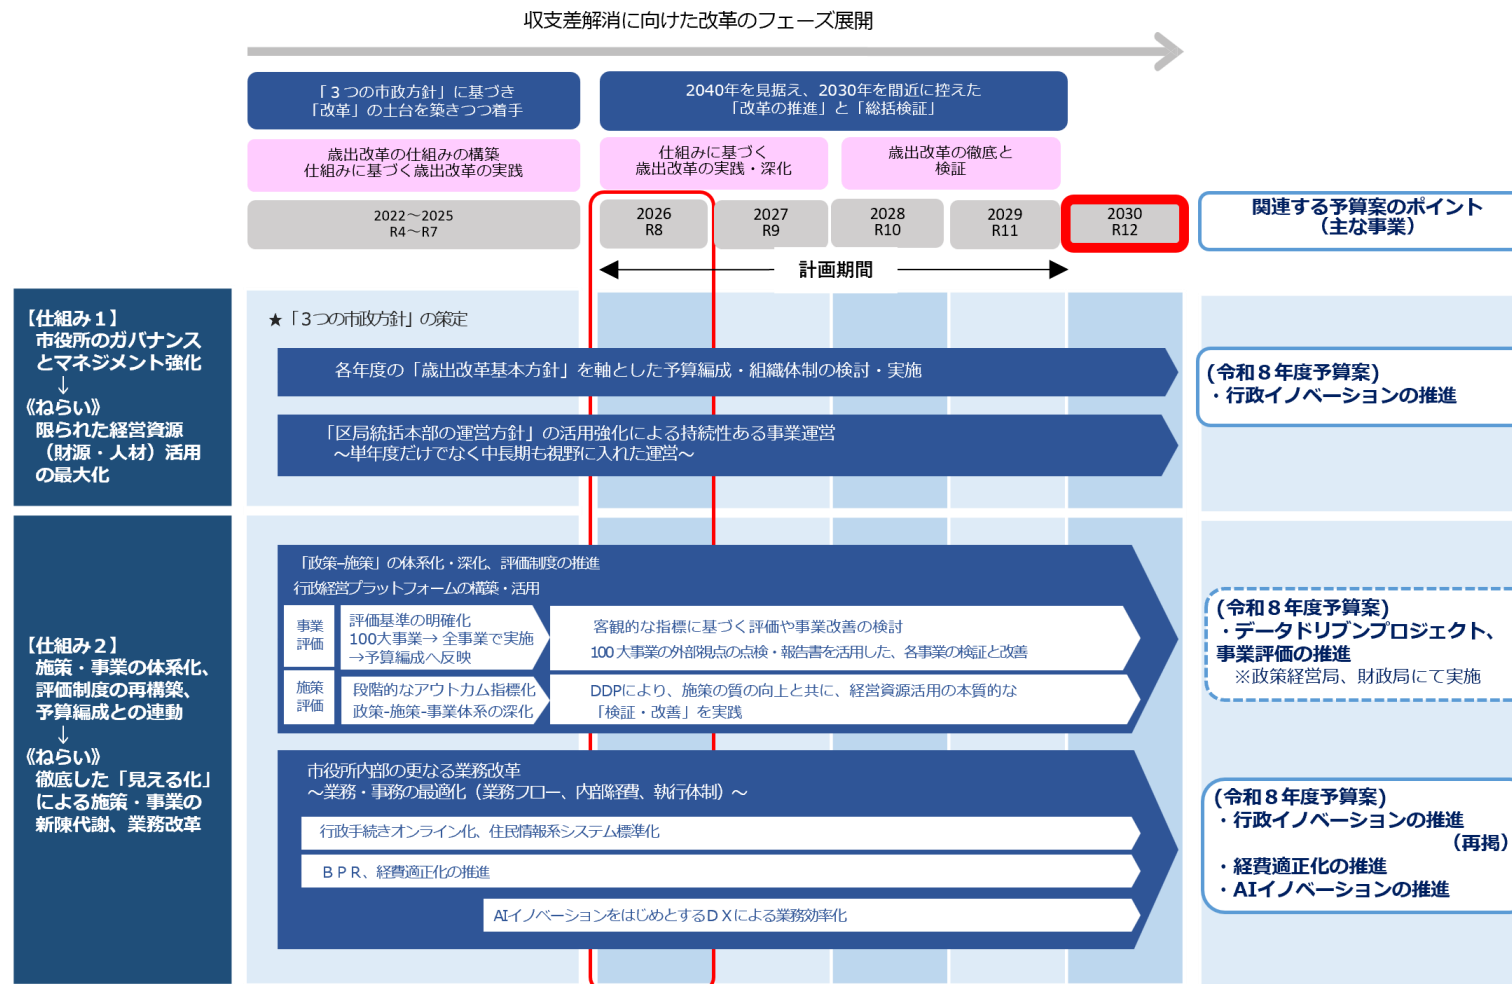 収支差解消に向けた改革のフェーズ展開
「３つの市政方針」に基づき
「改革」の土台を築きつつ着手
2040年を見据え、2030年を間近に控えた
「改革の推進」と「総括検証」
歳出改革の仕組みの構築
仕組みに基づく歳出改革の実践
仕組みに基づく
歳出改革の実践・深化
歳出改革の徹底と
検証
2022～2025
R4～R7
2026
R8
2027
R9
2028
R10
2029
R11
2030
R12
関連する予算案のポイント
（主な事業）
計画期間
【仕組み１】
市役所のガバナンス
とマネジメント強化
↓
《ねらい》
限られた経営資源
（財源・人材）活用
の最大化
★「３つの市政方針」の策定
各年度の「歳出改革基本方針」を軸とした予算編成・組織体制の検討・実施
「区局統括本部の運営方針」の活用強化による持続性ある事業運営
～単年度だけでなく中長期も視野に入れた運営～
(令和８年度予算案)
・行政イノベーションの推進
【仕組み２】
施策・事業の体系化、
評価制度の再構築、
予算編成との連動
↓
《ねらい》
徹底した「見える化」
による施策・事業の
新陳代謝、業務改革
「政策-施策」の体系化・深化、評価制度の推進
行政経営プラットフォームの構築・活用
事業
評価
評価基準の明確化
100大事業→ 全事業で実施
→予算編成へ反映
客観的な指標に基づく評価や事業改善の検討
100大事業の外部視点の点検・報告書を活用した、各事業の検証と改善
施策
評価
段階的なアウトカム指標化
政策-施策-事業体系の深化
DDPにより、施策の質の向上と共に、経営資源活用の本質的な
「検証・改善」を実践
(令和８年度予算案)
・データドリブンプロジェクト、
事業評価の推進
※政策経営局、財政局にて実施
市役所内部の更なる業務改革
～業務・事務の最適化（業務フロー、内部経費、執行体制）～
行政手続きオンライン化、住民情報系システム標準化
ＢＰＲ、経費適正化の推進
AIイノベーションをはじめとするＤＸによる業務効率化
(令和８年度予算案)
・行政イノベーションの推進
（再掲）
・経費適正化の推進
・AIイノベーションの推進